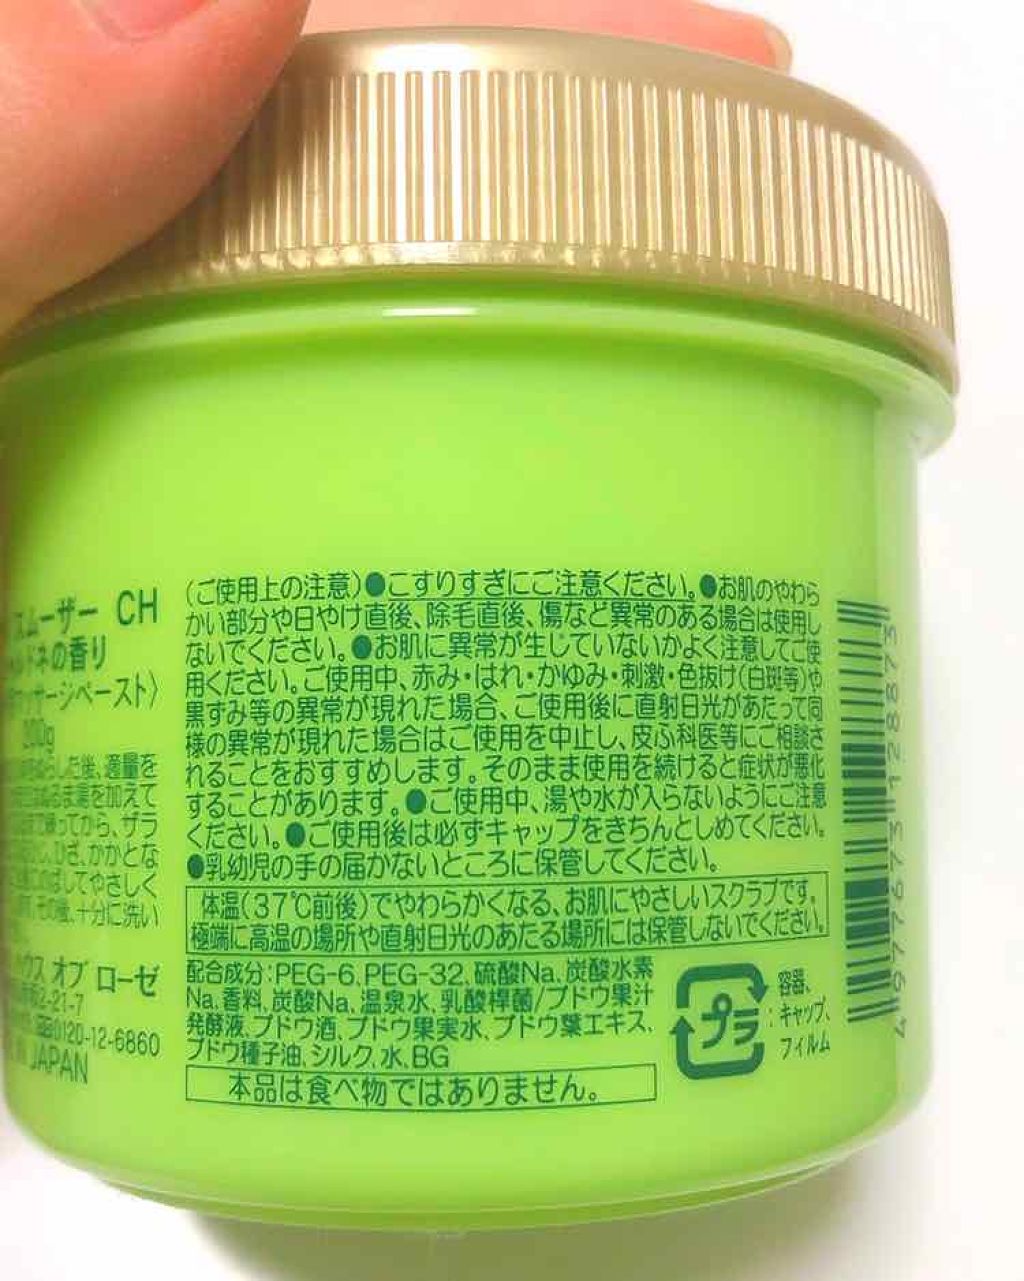 スムーザー CH
ルドネの香り
ッサージペースト〉
らした後、適量を
ま湯を加えて
ってから、ザラ
ひざ、かかとな
のばしてやさしく
その後、十分に洗い
ハウス オブ ローゼ
2-21-7
0120-12-6860
JAPAN
(ご使用上の注意)●こすりすぎにご注意ください。●お肌のやわら
かい部分や日やけ直後、除毛直後、傷など異常のある場合は使用し
ないでください。●お肌に異常が生じていないかよく注意してご使
用ください。ご使用中、赤み・はれ・かゆみ・刺激・色抜け(白斑等)や
黒ずみ等の異常が現れた場合、ご使用後に直射日光があたって同
様の異常が現れた場合はご使用を中止し、皮ふ科医等にご相談さ
れることをおすすめします。そのまま使用を続けると症状が悪化
することがあります。●ご使用中、湯や水が入らないようにご注意
ください。●ご使用後は必ずキャップをきちんとしめてください。
●乳幼児の手の届かないところに保管してください。
体温(37℃前後)でやわらかくなる、お肌にやさしいスクラブです。
極端に高温の場所や直射日光のあたる場所には保管しないでください。
配合成分:PEG-6、PEG-32、硫酸Na、炭酸水素
Na、香料、炭酸Na、温泉水、乳酸桿菌/ブドウ果汁
発酵液、ブドウ酒、ブドウ果実水、ブドウ葉エキス、
ブドウ種子油、シルク、水、BG
本品は食べ物ではありません。
プラ
:容器、
キャップ、
フィルム
4 977673 128873